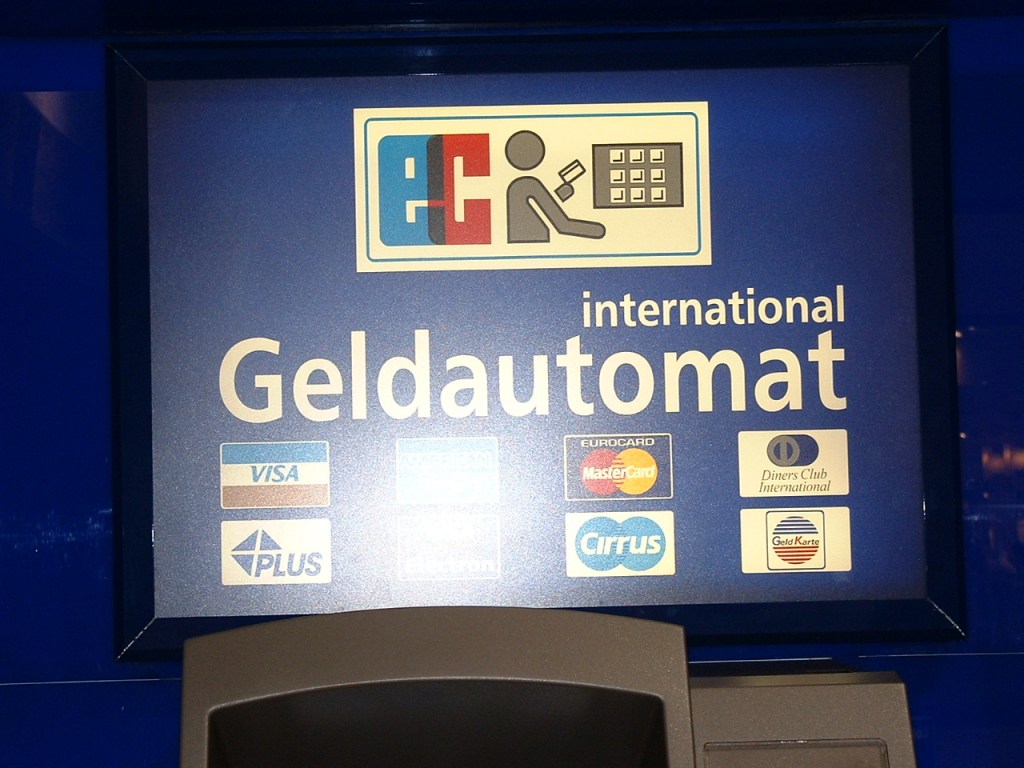 ec
international
Geldautomat
VISA
EUROCARD
MasterCard
Diners Club
International
PLUS
Electron
Cirrus
GeldKarte